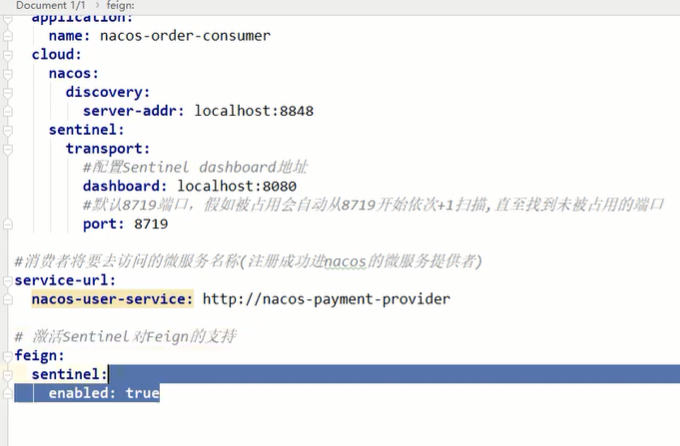 Document 1/1 > feign:
application:
name: nacos-order-consumer
cloud:
nacos:
discovery:
server-addr: localhost:8848
sentinel:
transport:
#配置Sentinel dashboard地址
dashboard: localhost:8080
#默认8719端口，假如被占用会自动从8719开始依次+1扫描,直至找到未被占用的端口
port: 8719
#消费者将要去访问的微服务名称(注册成功进nacos的微服务提供者)
service-url:
nacos-user-service: http://nacos-payment-provider
# 激活Sentinel对Feign的支持
feign:
sentinel:
enabled: true